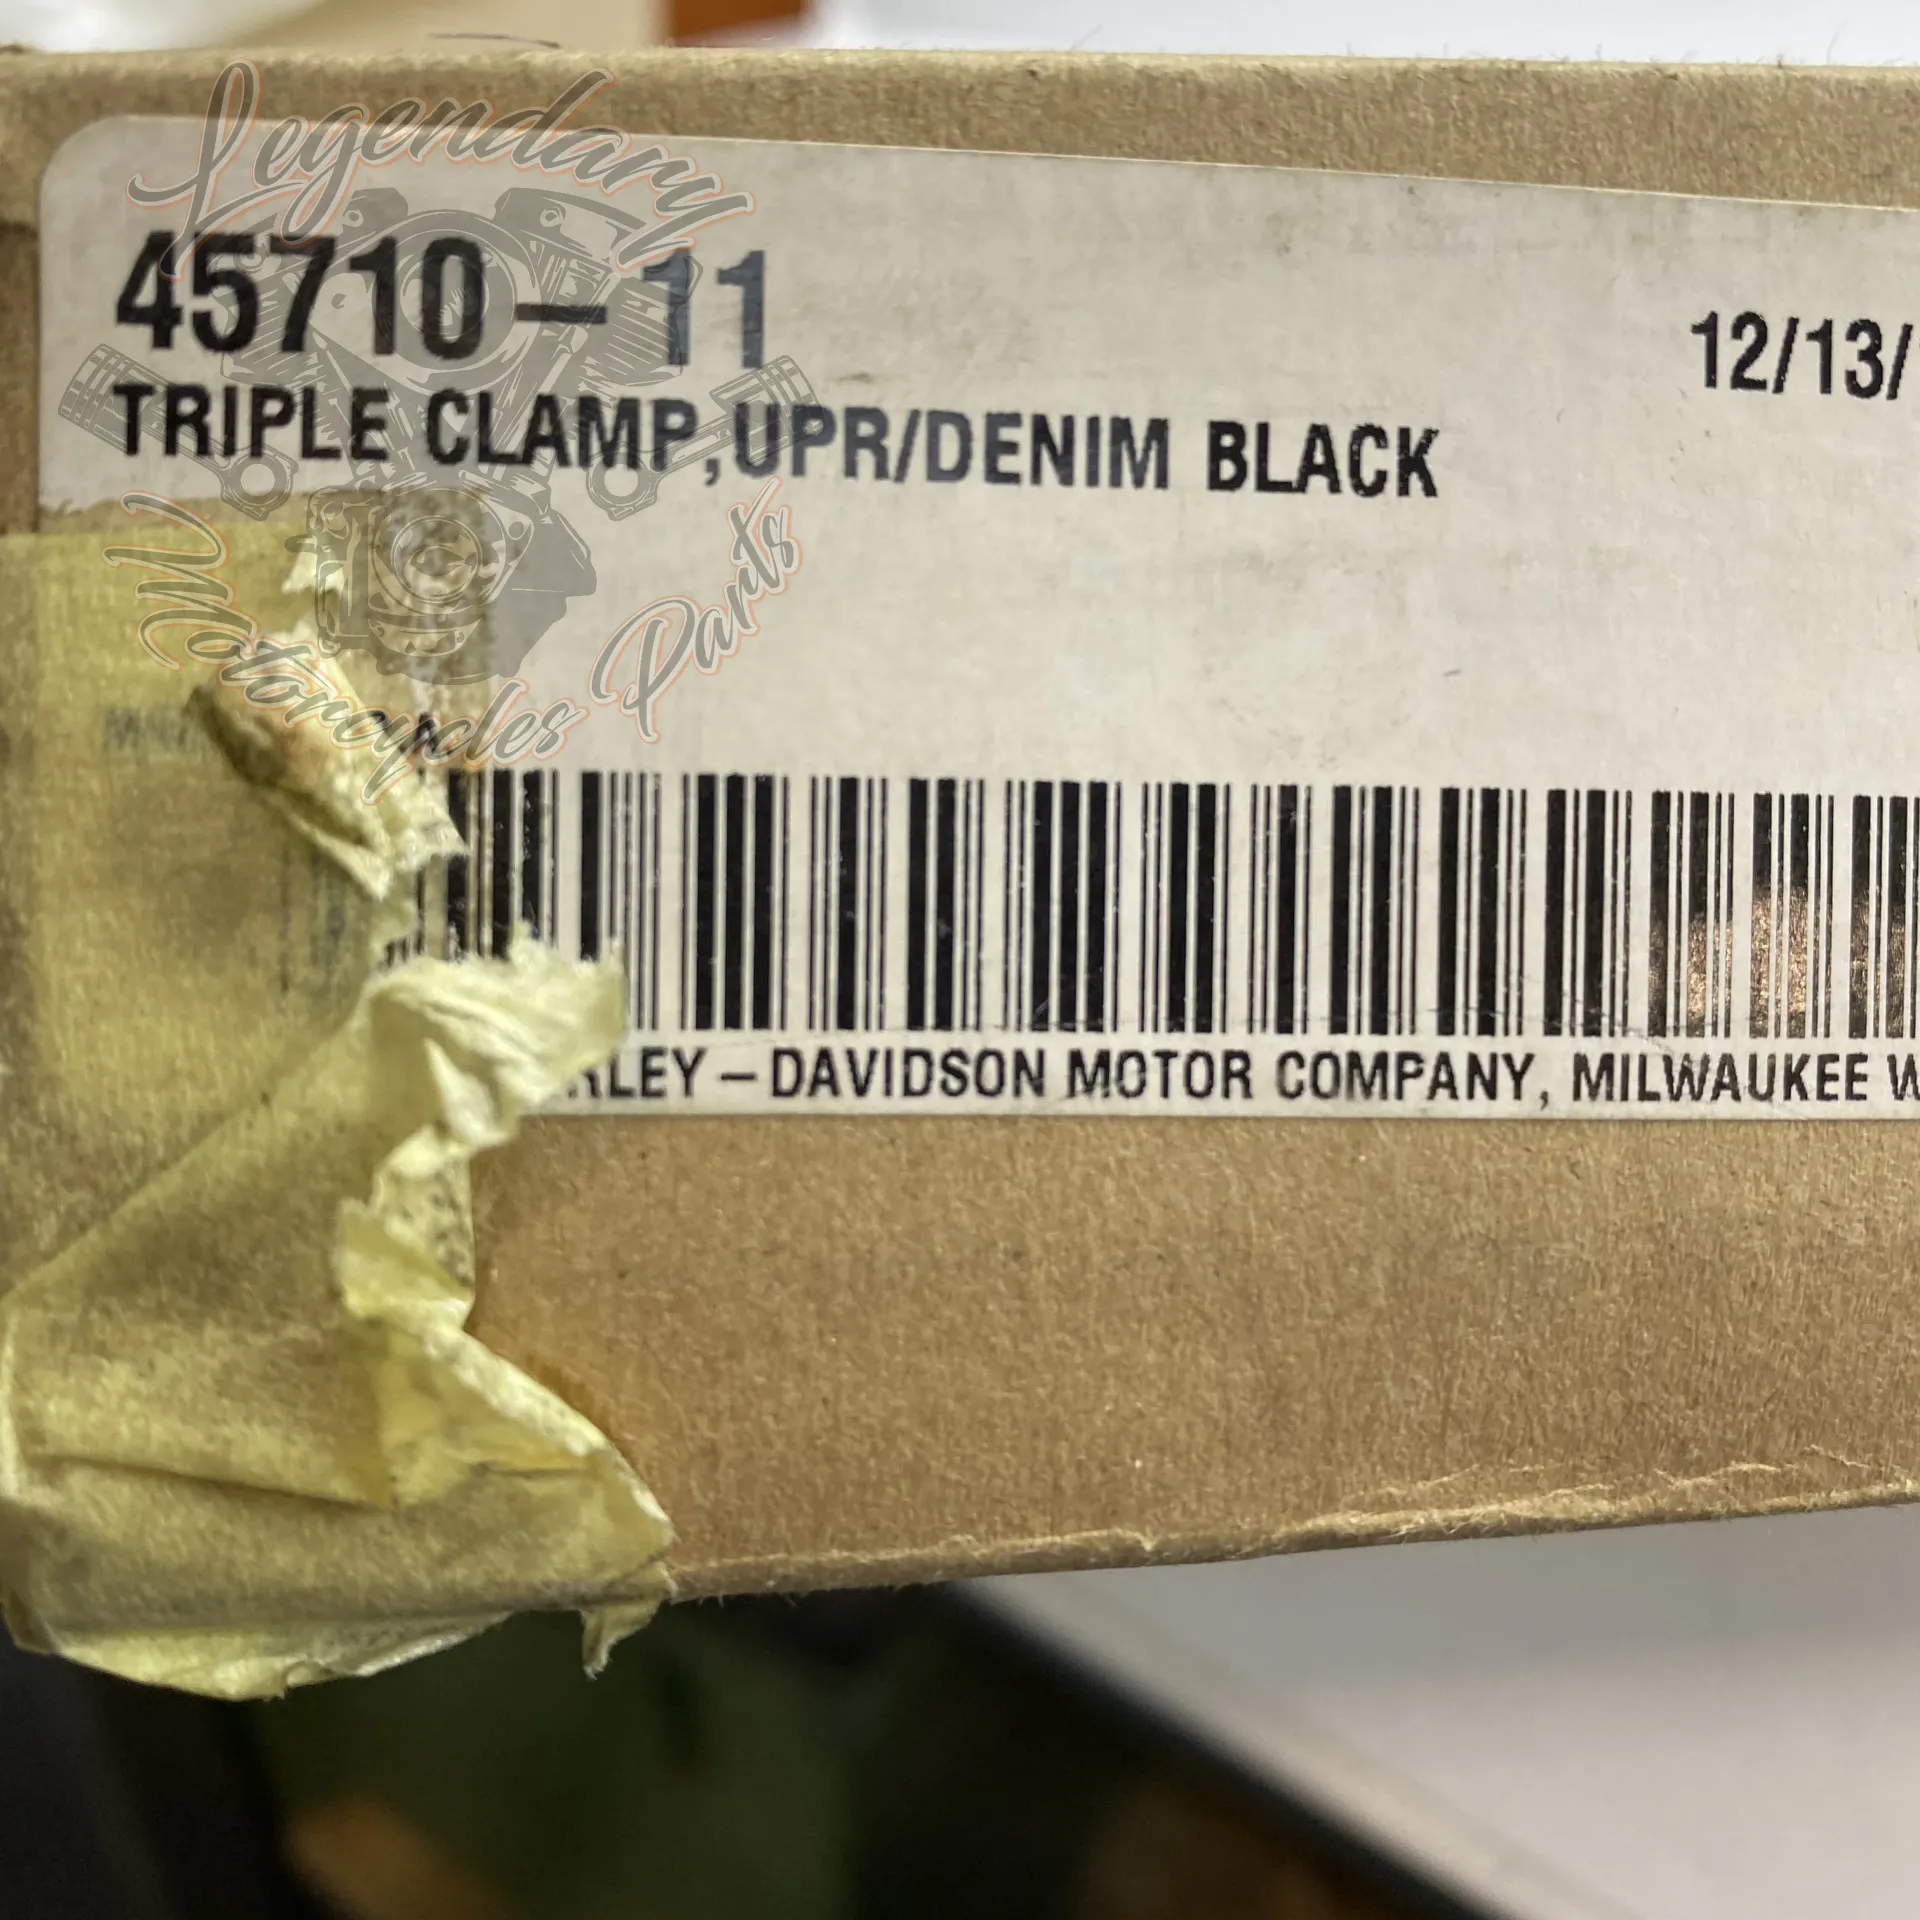 Legendary
45710-11
12/13/
TRIPLE CLAMP,UPR/DENIM BLACK
Motorcycles Parts
RLEY-DAVIDSON MOTOR COMPANY, MILWAUKEE W